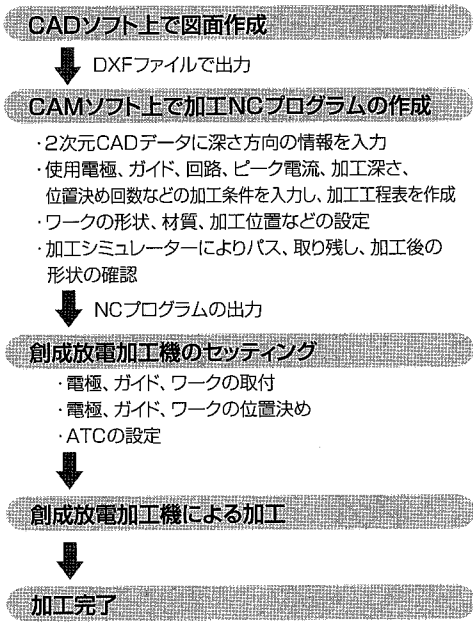 CADソフト上で図面作成
DXFファイルで出力
CAMソフト上で加工NCプログラムの作成
・2次元CADデータに深さ方向の情報を入力
・使用電極、ガイド、回路、ピーク電流、加工深さ、
位置決め回数などの加工条件を入力し、加工工程表を作成
・ワークの形状、材質、加工位置などの設定
・加工シミュレーターによりパス、取り残し、加工後の
形状の確認
NCプログラムの出力
創成放電加工機のセッティング
・電極、ガイド、ワークの取付
・電極、ガイド、ワークの位置決め
・ATCの設定
創成放電加工機による加工
加工完了